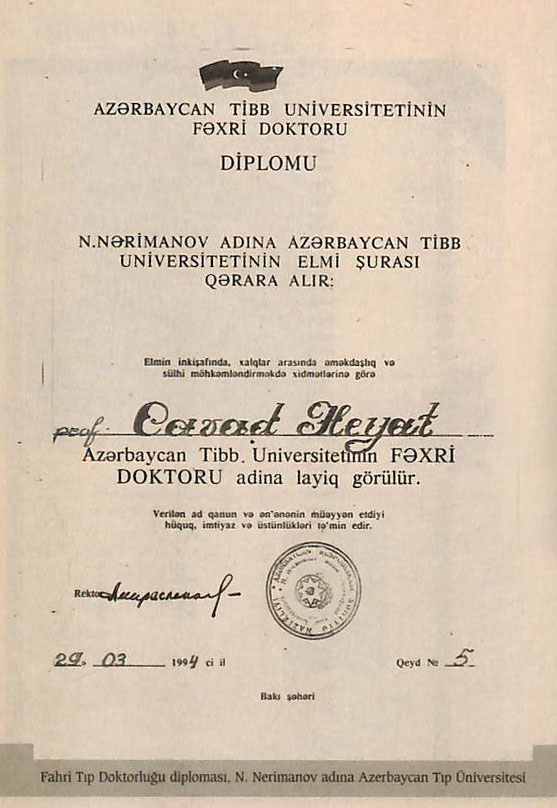 AZƏRBAYCAN TİBB UNİVERSİTETİNİN
FƏXRİ DOKTORU
DİPLOMU
N.NƏRİMANOV ADINA AZƏRBAYCAN TİBB
UNİVERSİTETİNİN ELMİ ŞURASI
QƏRARA ALIR:
Elmin inkişafında, xalqlar arasında əməkdaşlıq və
sülhi möhkəmləndirməkdə xidmətlərinə görə
prof. Cavad Heyat
Azərbaycan Tibb. Universitetinin FƏXRİ
DOKTORU adina layiq görülür.
Verilən ad qanun və ən'ənənin müəyyən etdiyi
hüquq, imtiyaz və üstünlükləri tə'min edir.
Rektor
29. 03 1994 ci il
Qeyd № 5
Bakı şəhəri
Fahri Tıp Doktorluğu diploması, N. Nerimanov adına Azerbaycan Tıp Üniversitesi